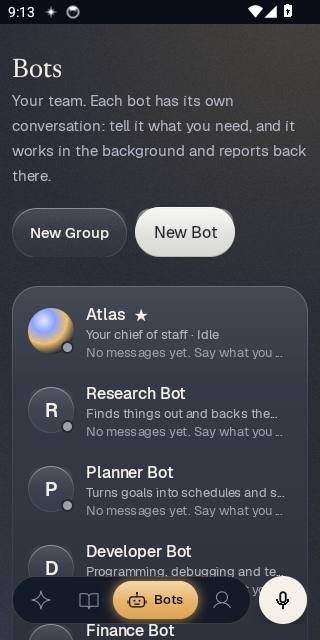 9:13
Bots
Your team. Each bot has its own
conversation: tell it what you need, and it
works in the background and reports back
there.
New Group
New Bot
Atlas ★
Your chief of staff · Idle
No messages yet. Say what you ...
R
Research Bot
Finds things out and backs the...
No messages yet. Say what you ...
P
Planner Bot
Turns goals into schedules and s...
No messages yet. Say what you ...
D
Developer Bot
Programming, debugging and te...
Bots
Finance Bot